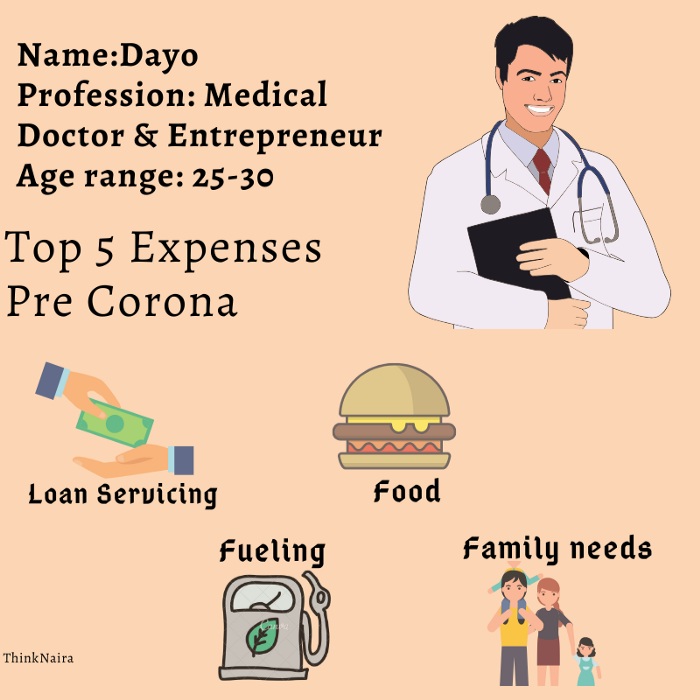 Name:Dayo
Profession: Medical
Doctor & Entrepreneur
Age range: 25-30
Top 5 Expenses
Pre Corona
Loan Servicing
Food
Fueling
Family needs
ThinkNaira